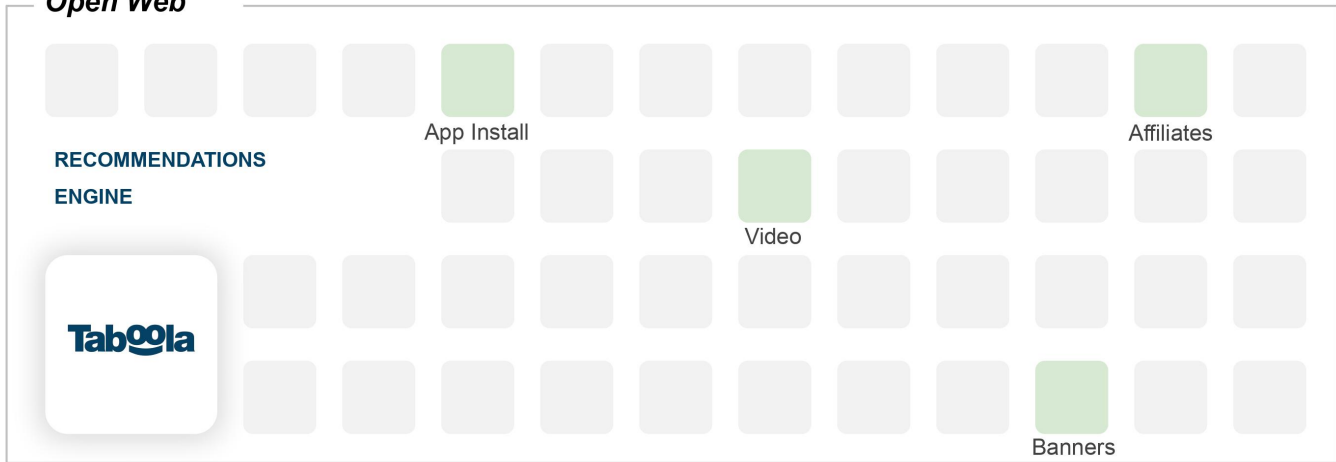 Open Web
App Install
Affiliates
RECOMMENDATIONS
ENGINE
Video
Taboola
Banners